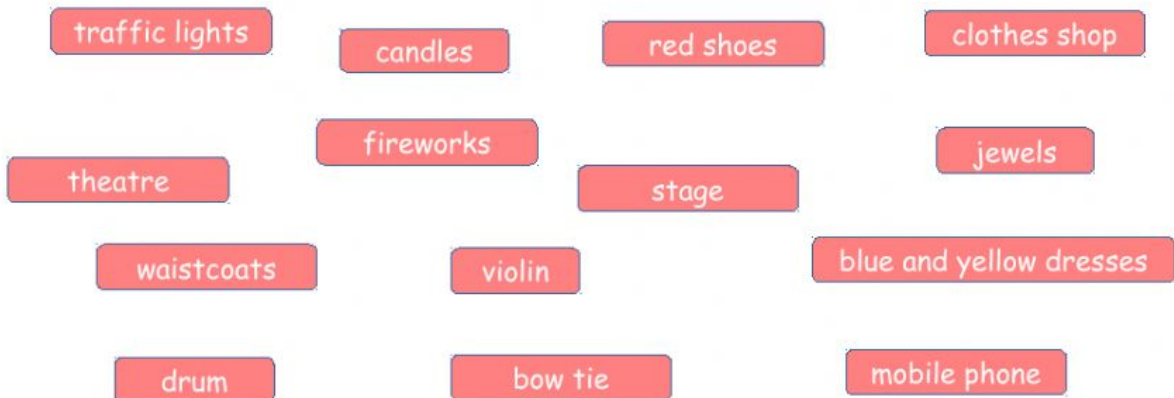 traffic lights
candles
red shoes
clothes shop
fireworks
jewels
theatre
stage
waistcoats
violin
blue and yellow dresses
drum
bow tie
mobile phone